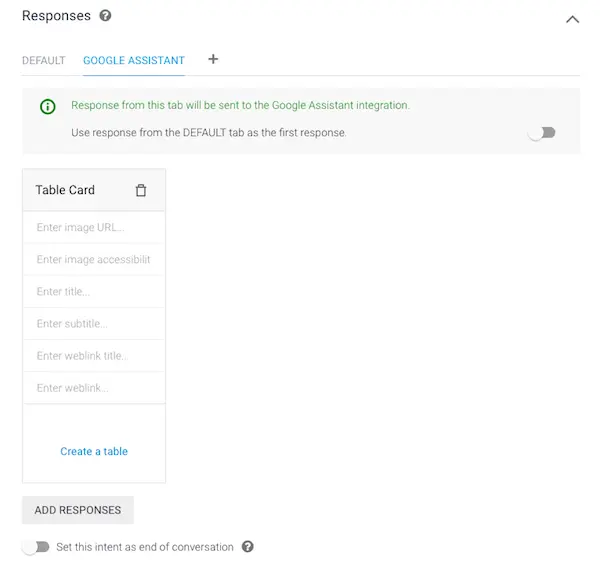 Responses
DEFAULT GOOGLE ASSISTANT +
Response from this tab will be sent to the Google Assistant integration.
Use response from the DEFAULT tab as the first response.
Table Card
Enter image URL...
Enter image accessibilit
Enter title...
Enter subtitle...
Enter weblink title...
Enter weblink...
Create a table
ADD RESPONSES
Set this intent as end of conversation